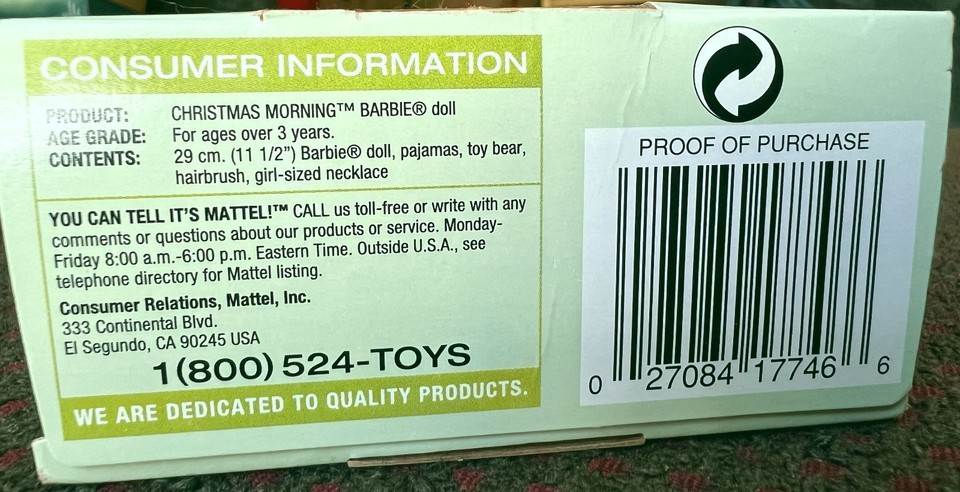 CONSUMER INFORMATION
PRODUCT: CHRISTMAS MORNING™ BARBIE® doll
AGE GRADE: For ages over 3 years.
CONTENTS: 29 cm. (11 1/2”) Barbie® doll, pajamas, toy bear,
hairbrush, girl-sized necklace
YOU CAN TELL IT'S MATTEL!™ CALL us toll-free or write with any
comments or questions about our products or service. Monday-
Friday 8:00 a.m.-6:00 p.m. Eastern Time. Outside U.S.A., see
telephone directory for Mattel listing.
Consumer Relations, Mattel, Inc.
333 Continental Blvd.
El Segundo, CA 90245 USA
1(800) 524-TOYS
WE ARE DEDICATED TO QUALITY PRODUCTS.
PROOF OF PURCHASE
0 27084 17746 6